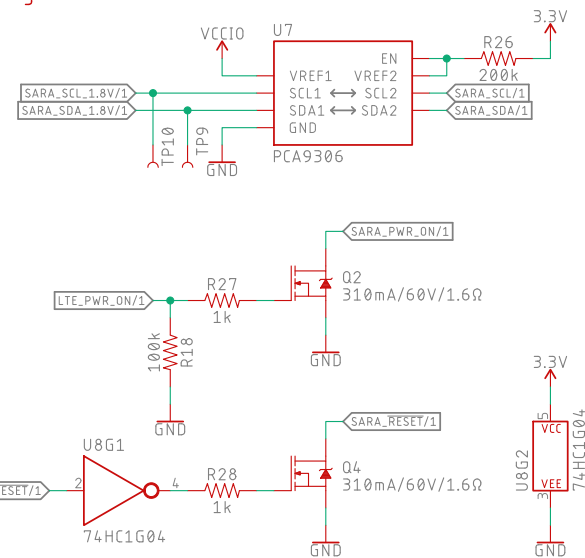 3.3V
VCCIO
U7
R26
200k
EN
VREF1 VREF2
SARA_SCL_1.8V/1
SCL1 SCL2
SARA_SCL/1
SARA_SDA_1.8V/1
SDA1 SDA2
SARA_SDA/1
GND
TP10
TP9
GND
PCA9306
SARA_PWR_ON/1
LTE_PWR_ON/1
R27
1k
Q2
310mA/60V/1.6Ω
100k
R18
GND
GND
3.3V
SARA_RESET/1
U8G1
ESET/1
2
4
74HC1G04
R28
1k
Q4
310mA/60V/1.6Ω
GND
5
VCC
VEE
3
U8G2
74HC1G04
GND